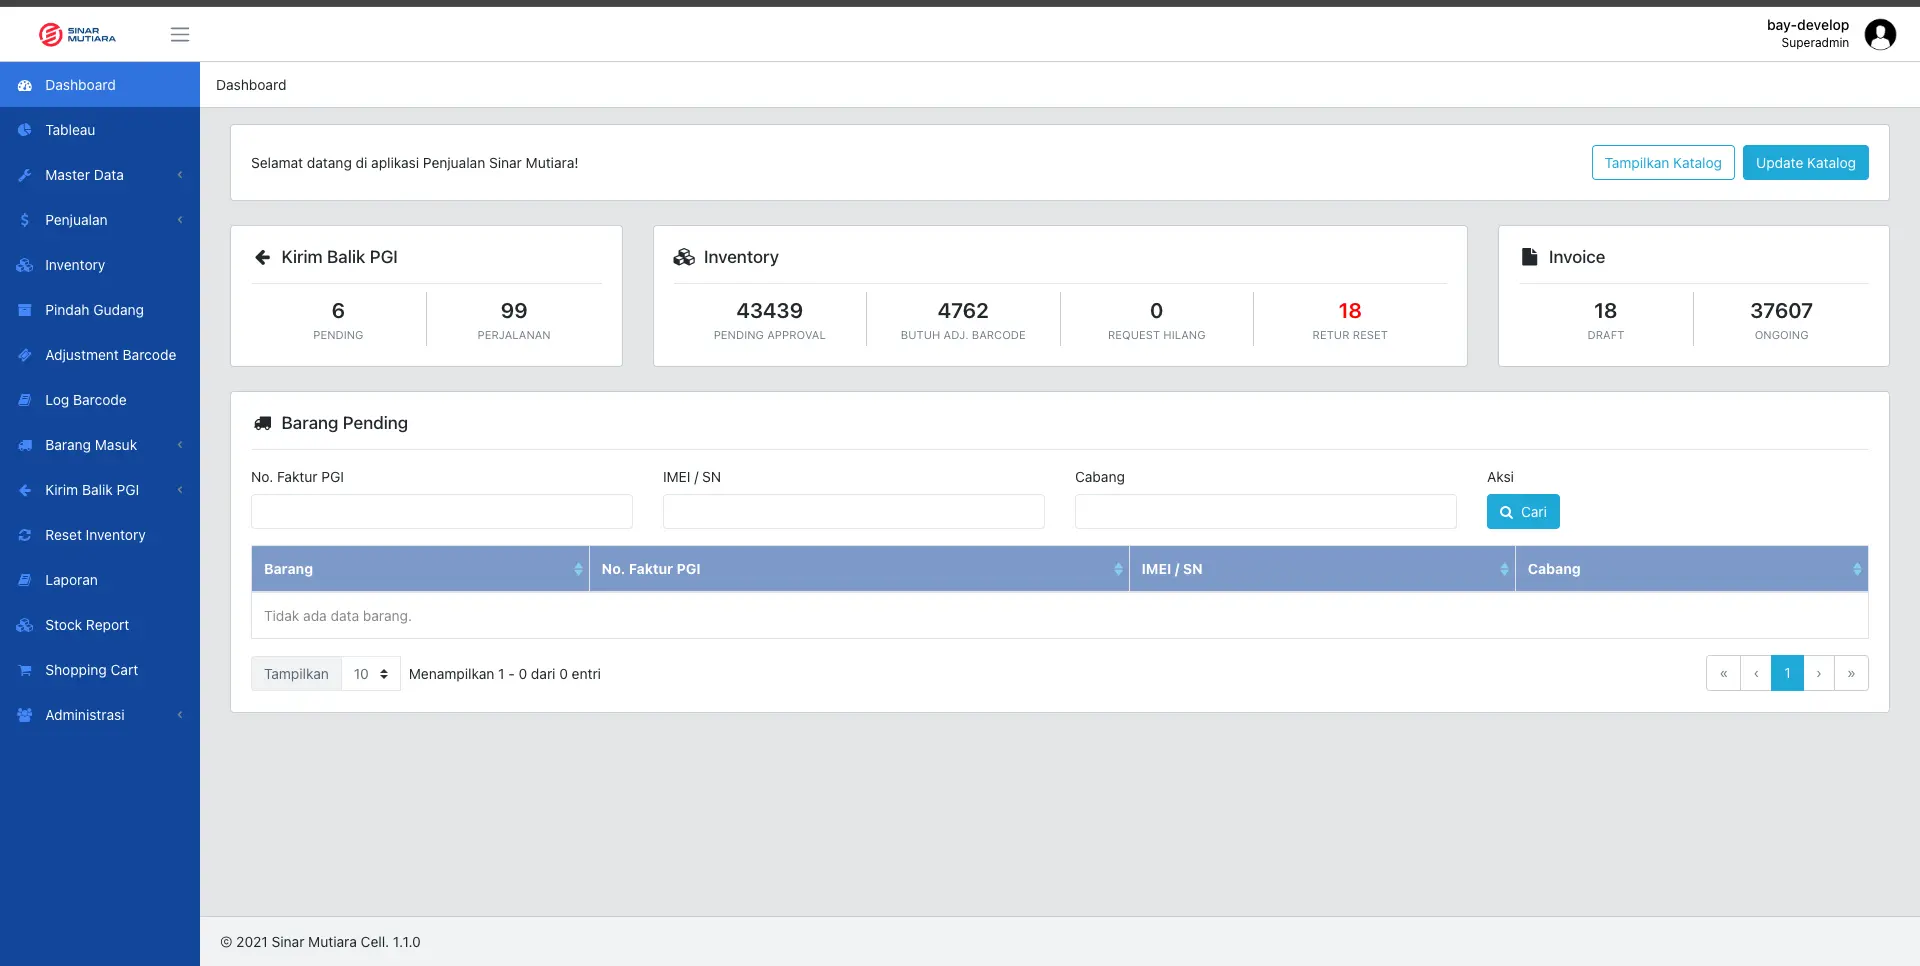 SINAR
MUTIARA
bay-develop
Superadmin
Dashboard
Tableau
Master Data
Penjualan
Inventory
Pindah Gudang
Adjustment Barcode
Log Barcode
Barang Masuk
Kirim Balik PGI
Reset Inventory
Laporan
Stock Report
Shopping Cart
Administrasi
Dashboard
Selamat datang di aplikasi Penjualan Sinar Mutiara!
Tampilkan Katalog
Update Katalog
Kirim Balik PGI
6
PENDING
99
PERJALANAN
Inventory
43439
PENDING APPROVAL
4762
BUTUH ADJ. BARCODE
0
REQUEST HILANG
18
RETUR RESET
Invoice
18
DRAFT
37607
ONGOING
Barang Pending
No. Faktur PGI
IMEI / SN
Cabang
Aksi
Cari
Barang
No. Faktur PGI
IMEI / SN
Cabang
Tidak ada data barang.
Tampilkan 10 Menampilkan 1 - 0 dari 0 entri
« ‹ 1 › »
© 2021 Sinar Mutiara Cell. 1.1.0